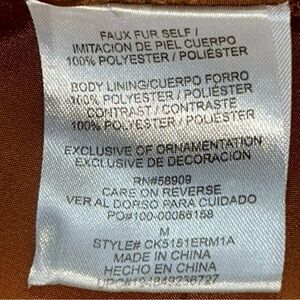 FAUX FUR SELF /
IMITACION DE PIEL CUERPO
100% POLYESTER / POLIÉSTER
BODY LINING/CUERPO FORRO
100% POLYESTER / POLIÉSTER
CONTRAST / CONTRASTE
100% POLYESTER / POLIÉSTER
EXCLUSIVE OF ORNAMENTATION
EXCLUSIVE DE DECORACION
RN#58909
CARE ON REVERSE
VER AL DORSO PARA CUIDADO
PO#100-00086158
M
STYLE# CK5151ERM1A
MADE IN CHINA
HECHO EN CHINA